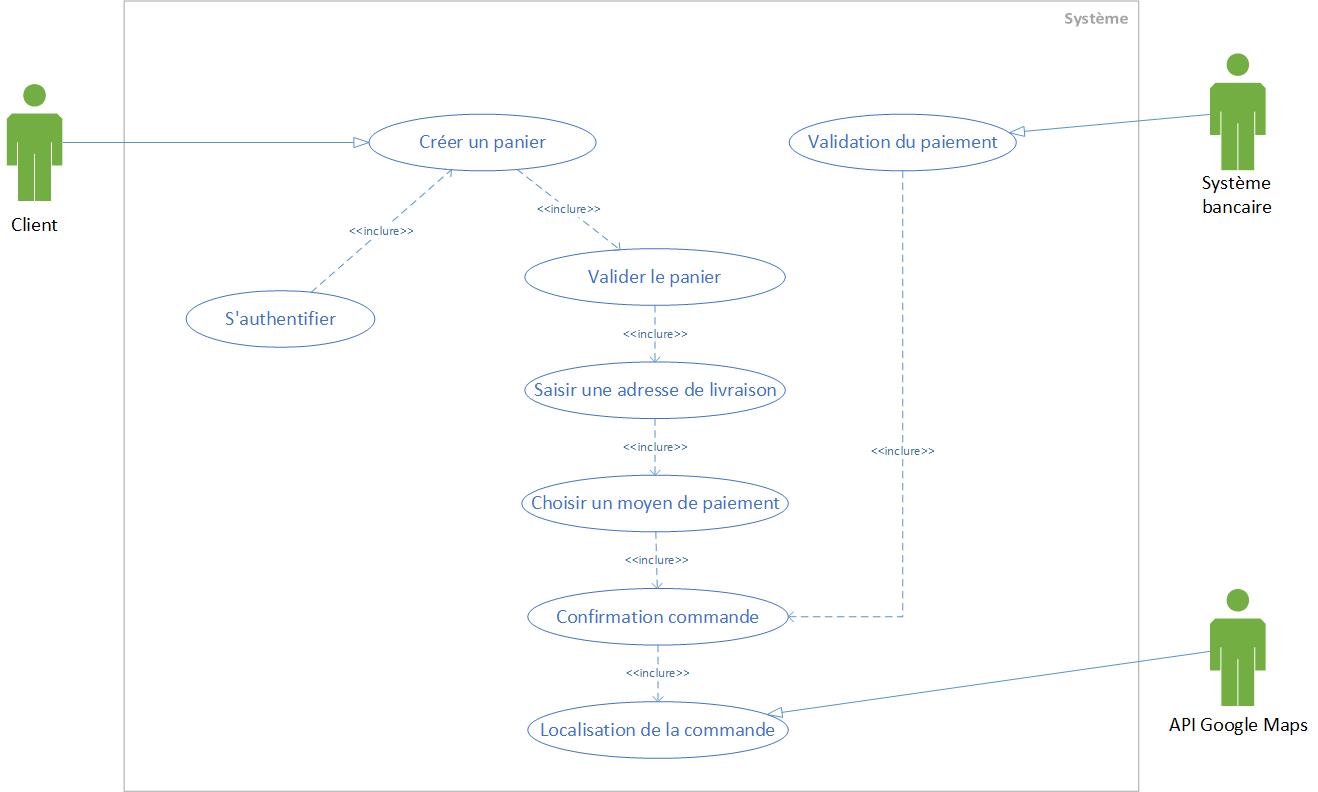 Système
Créer un panier
Validation du paiement
Système
bancaire
Client
<<inclure>>
<<inclure>>
Valider le panier
S'authentifier
<<inclure>>
Saisir une adresse de livraison
<<inclure>>
<<inclure>>
Choisir un moyen de paiement
<<inclure>>
Confirmation commande
<<inclure>>
Localisation de la commande
API Google Maps